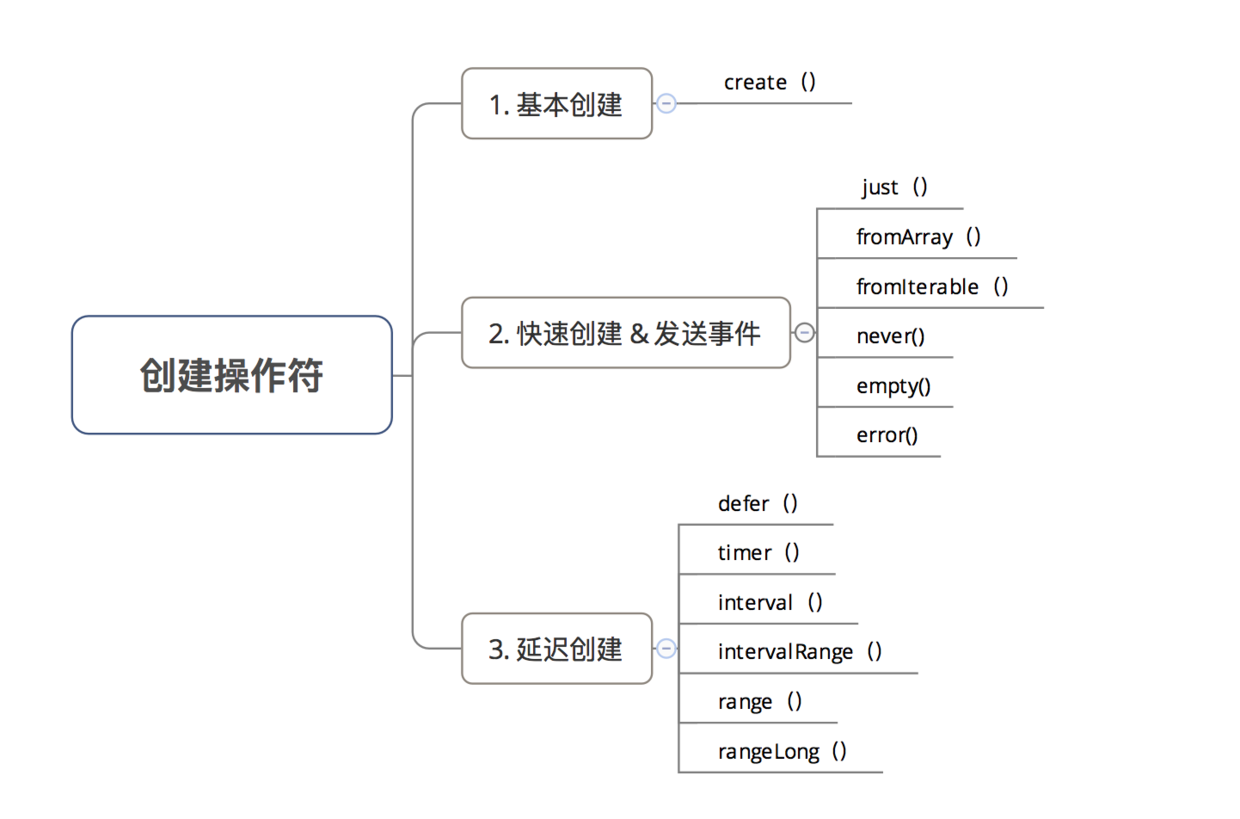 创建操作符
1. 基本创建
create（）
2. 快速创建 & 发送事件
just（）
fromArray（）
fromIterable（）
never()
empty()
error()
3. 延迟创建
defer（）
timer（）
interval（）
intervalRange（）
range（）
rangeLong（）